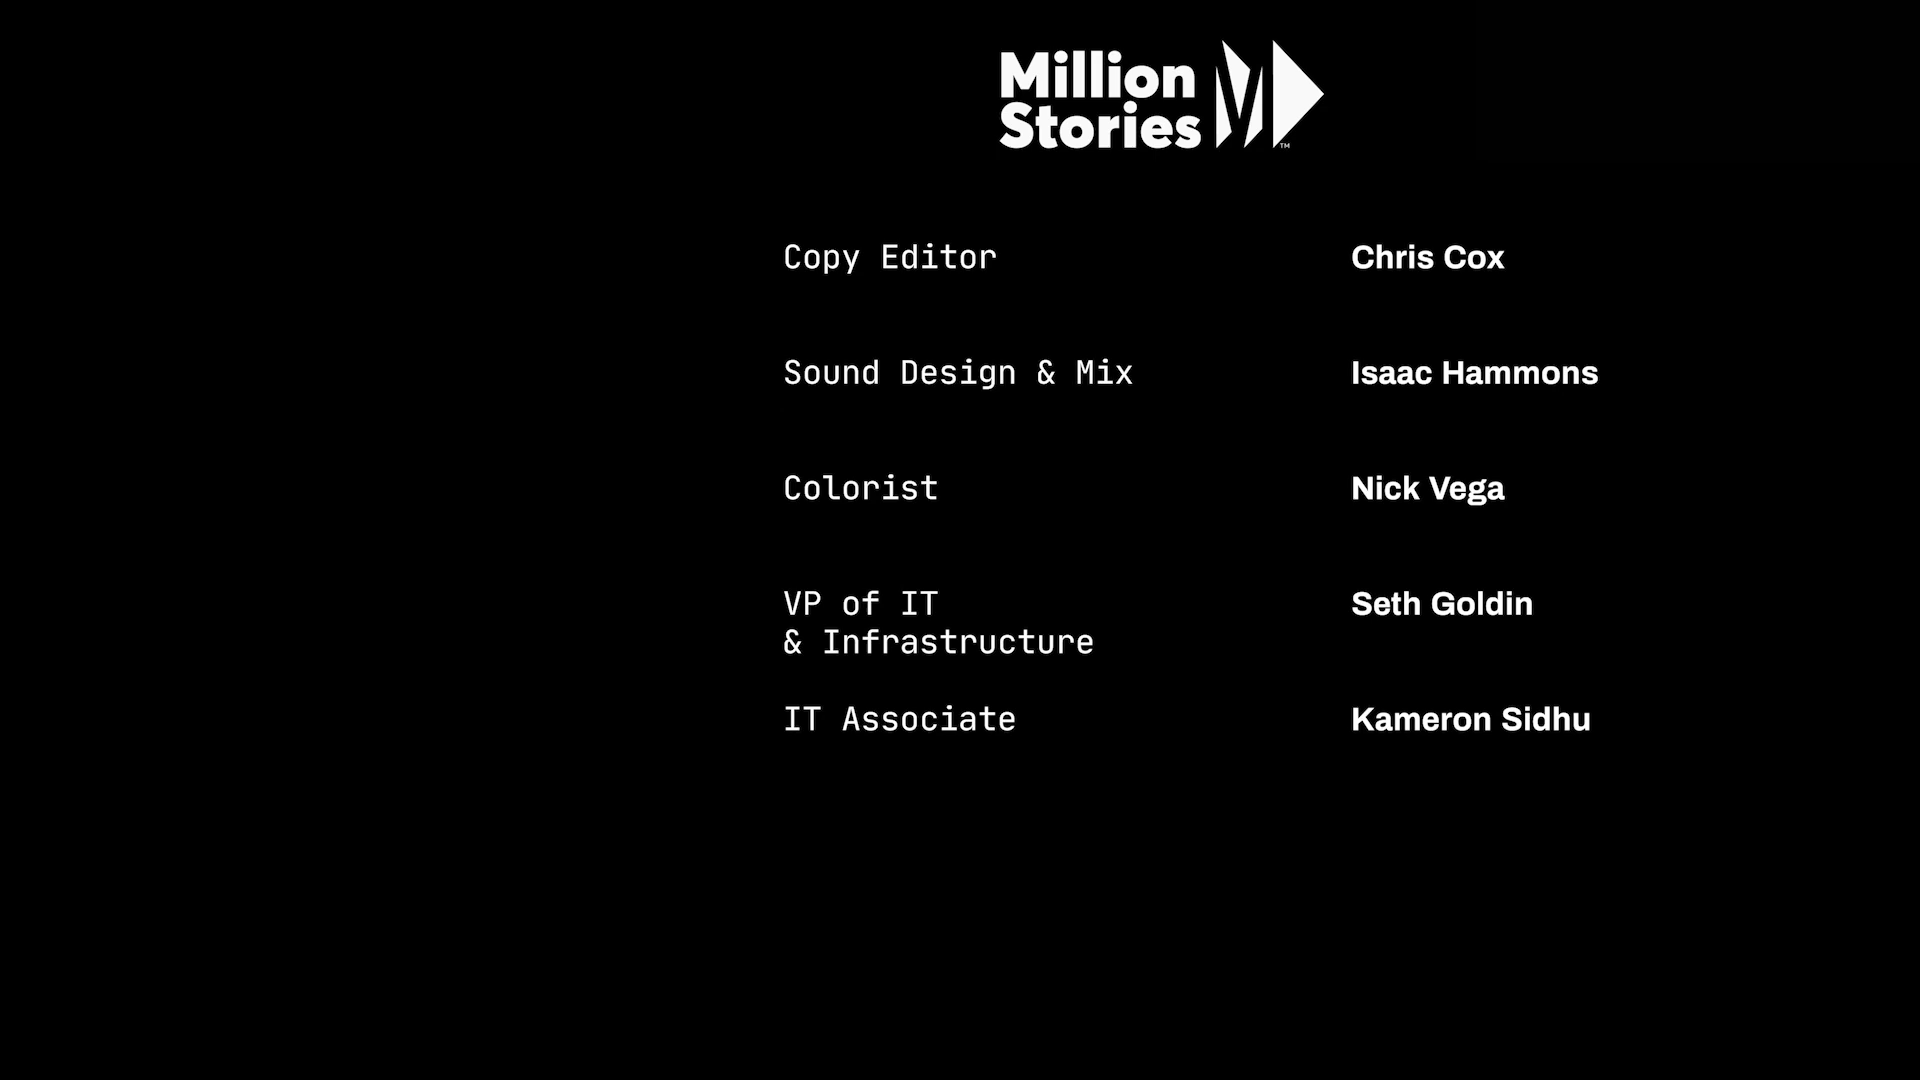 Million
Stories
TM
Copy Editor Chris Cox
Sound Design & Mix Isaac Hammons
Colorist Nick Vega
VP of IT Seth Goldin
& Infrastructure
IT Associate Kameron Sidhu